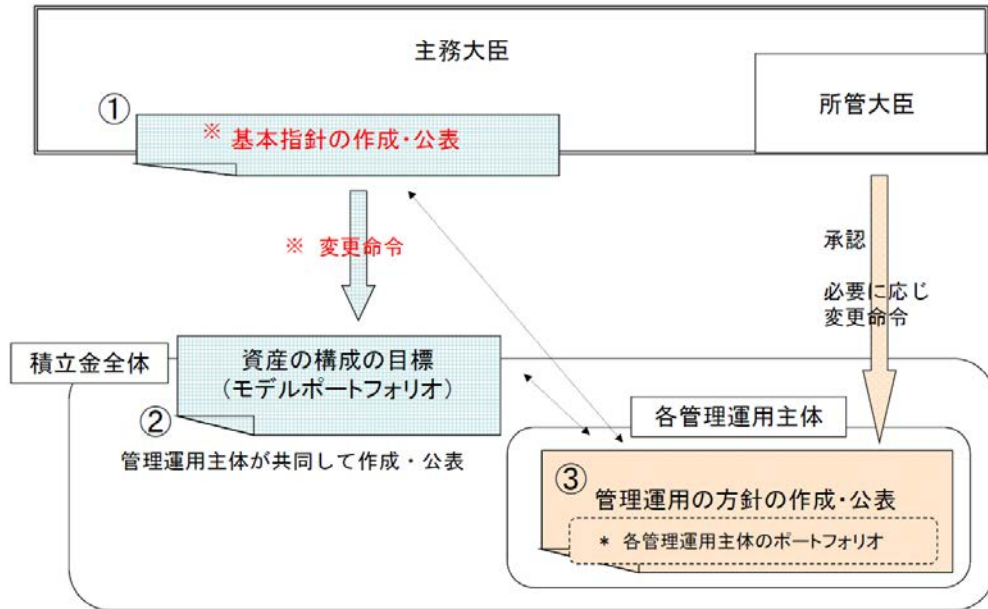 主務大臣
所管大臣
①
※ 基本指針の作成・公表
※ 変更命令
承認
必要に応じ
変更命令
積立金全体
資産の構成の目標
(モデルポートフォリオ)
②
管理運用主体が共同して作成・公表
各管理運用主体
③
管理運用の方針の作成・公表
* 各管理運用主体のポートフォリオ